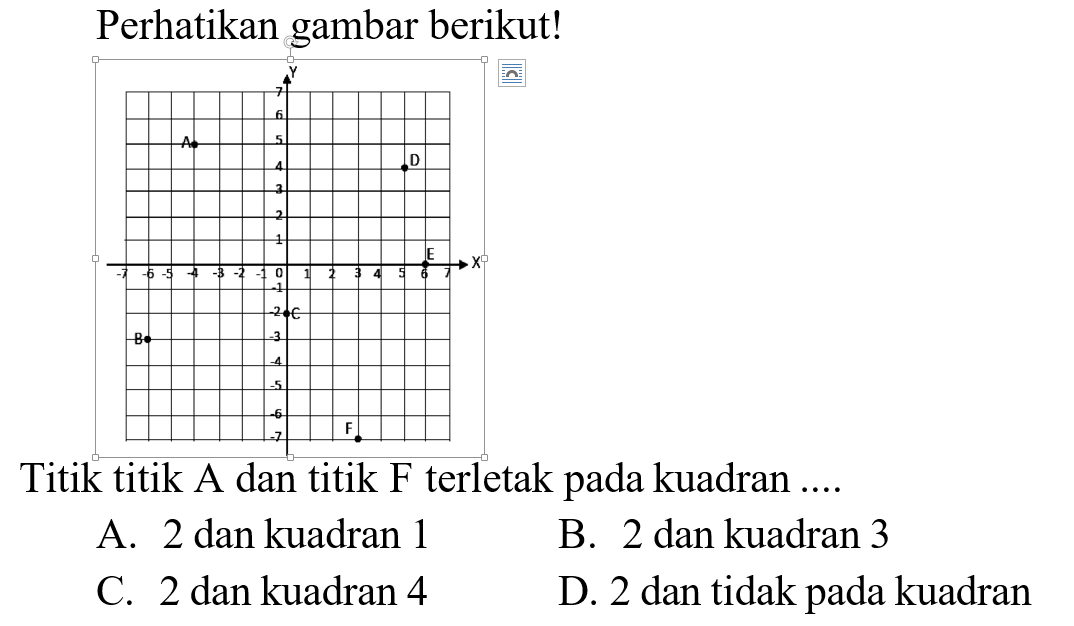 Perhatikan gambar berikut!
Y
7
6
A
5
D
4
3
2
1
E
X
-7 -6 -5 -4 -3 -2 -1 0 1 2 3 4 5 6 7
-1
-2 C
B -3
-4
-5
-6
F
-7
Titik titik A dan titik F terletak pada kuadran ....
A. 2 dan kuadran 1 B. 2 dan kuadran 3
C. 2 dan kuadran 4 D. 2 dan tidak pada kuadran